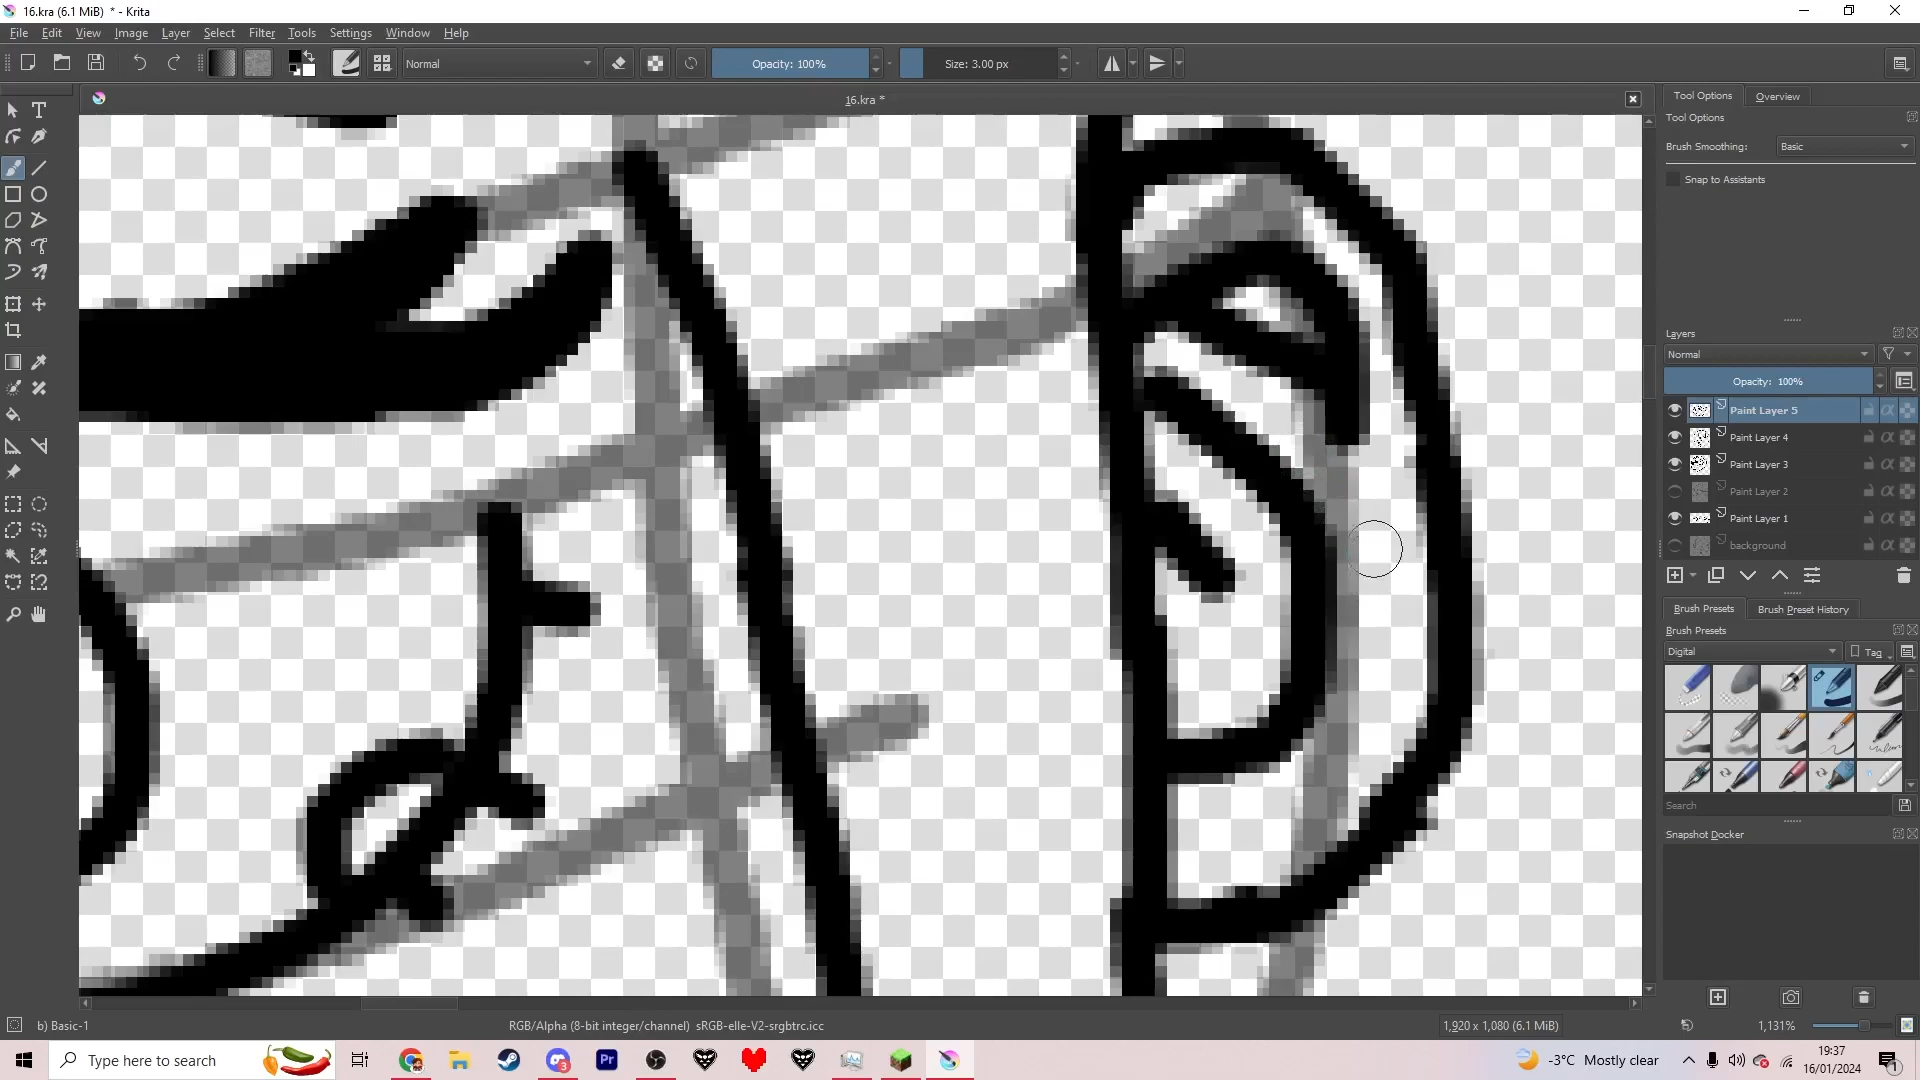 16.kra (6.1 MiB) * - Krita
File Edit View Image Layer Select Filter Tools Settings Window Help
Normal
Opacity: 100%
Size: 3.00 px
16.kra *
Tool Options Overview
Tool Options
Brush Smoothing: Basic
Snap to Assistants
Layers
Normal
Opacity: 100%
Paint Layer 5
Paint Layer 4
Paint Layer 3
Paint Layer 2
Paint Layer 1
background
Brush Presets Brush Preset History
Brush Presets
Digital Tag
Search
Snapshot Docker
b) Basic-1
RGB/Alpha (8-bit integer/channel) sRGB-elle-V2-srgbtrc.icc
1,920 x 1,080 (6.1 MiB)
1,131%
Type here to search
3
Pr
-3°C Mostly clear
19:37
16/01/2024
1